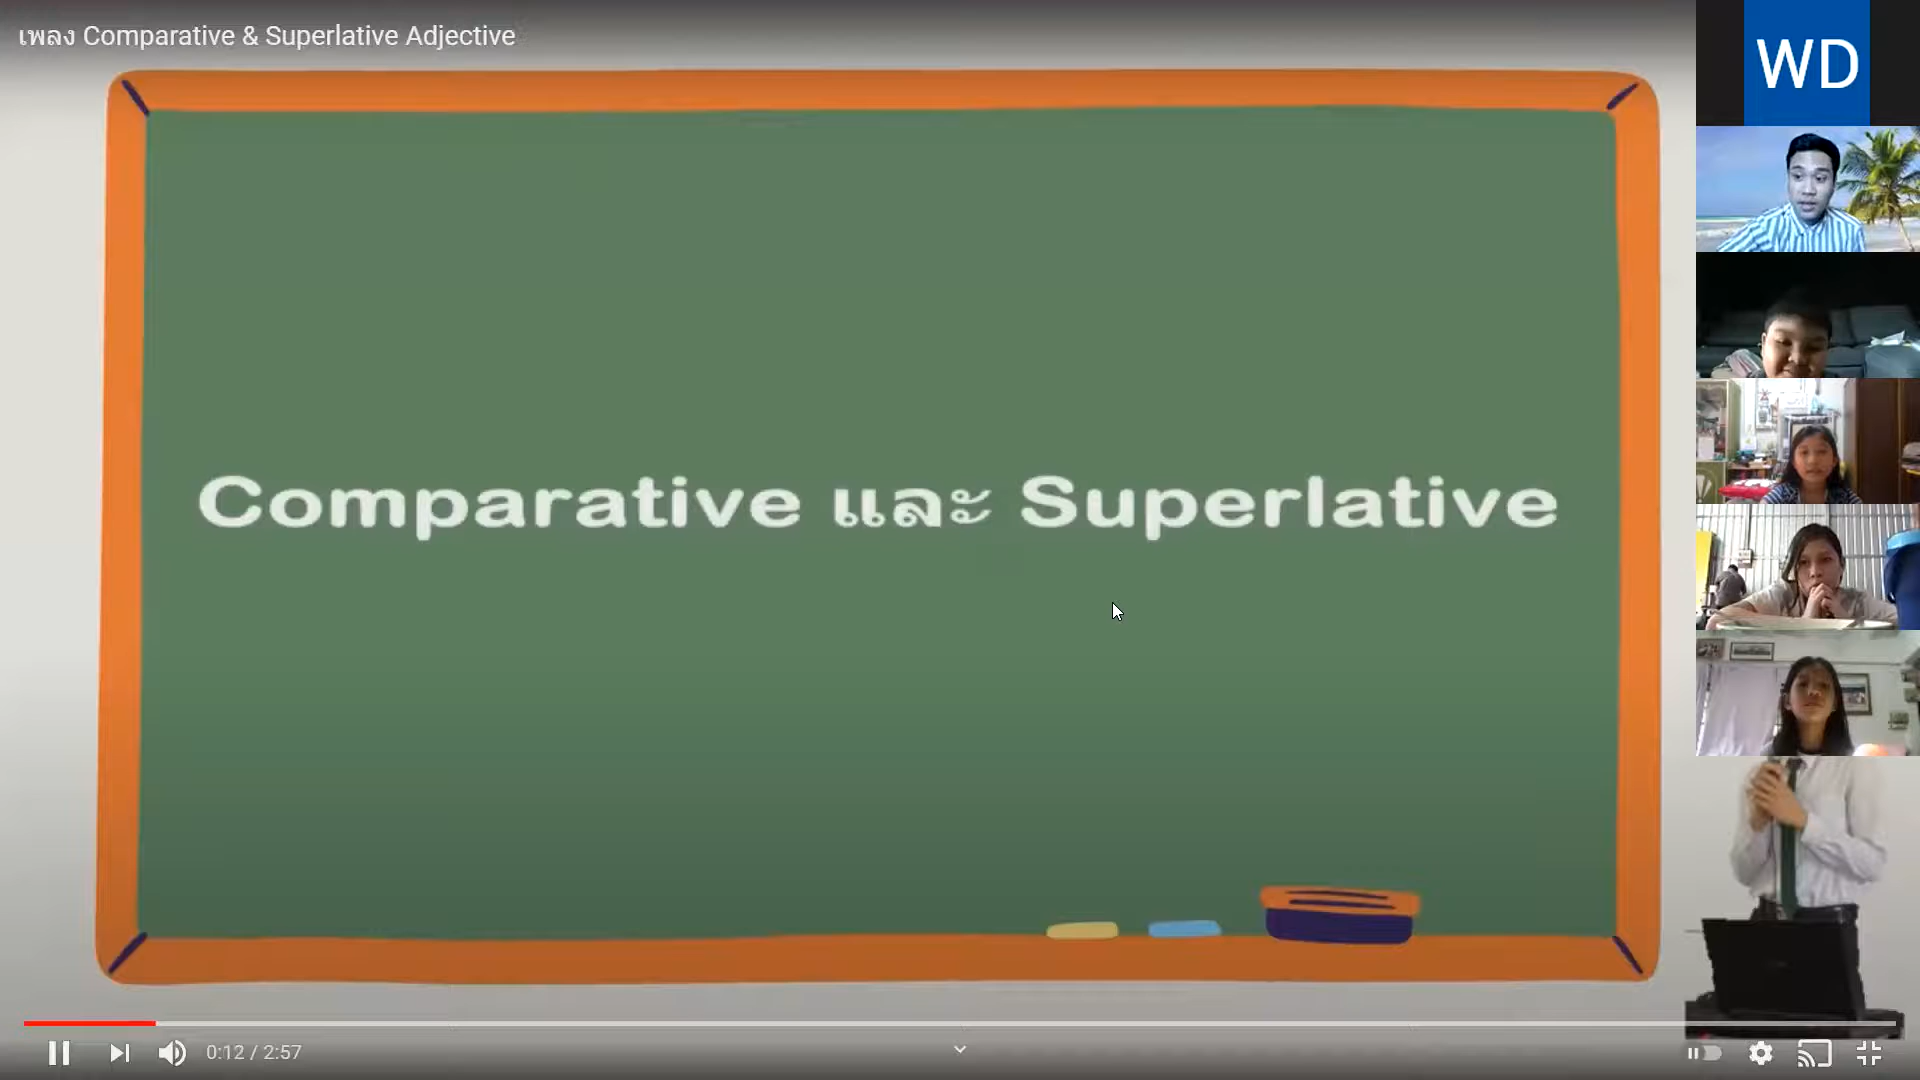 เพลง Comparative & Superlative Adjective
WD
Comparative และ Superlative
0:12 / 2:57